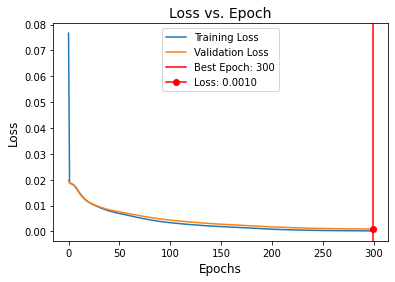 Loss vs. Epoch
Training Loss
Validation Loss
Best Epoch: 300
Loss: 0.0010
Loss
0.08
0.07
0.06
0.05
0.04
0.03
0.02
0.01
0.00
0
50
100
150
200
250
300
Epochs